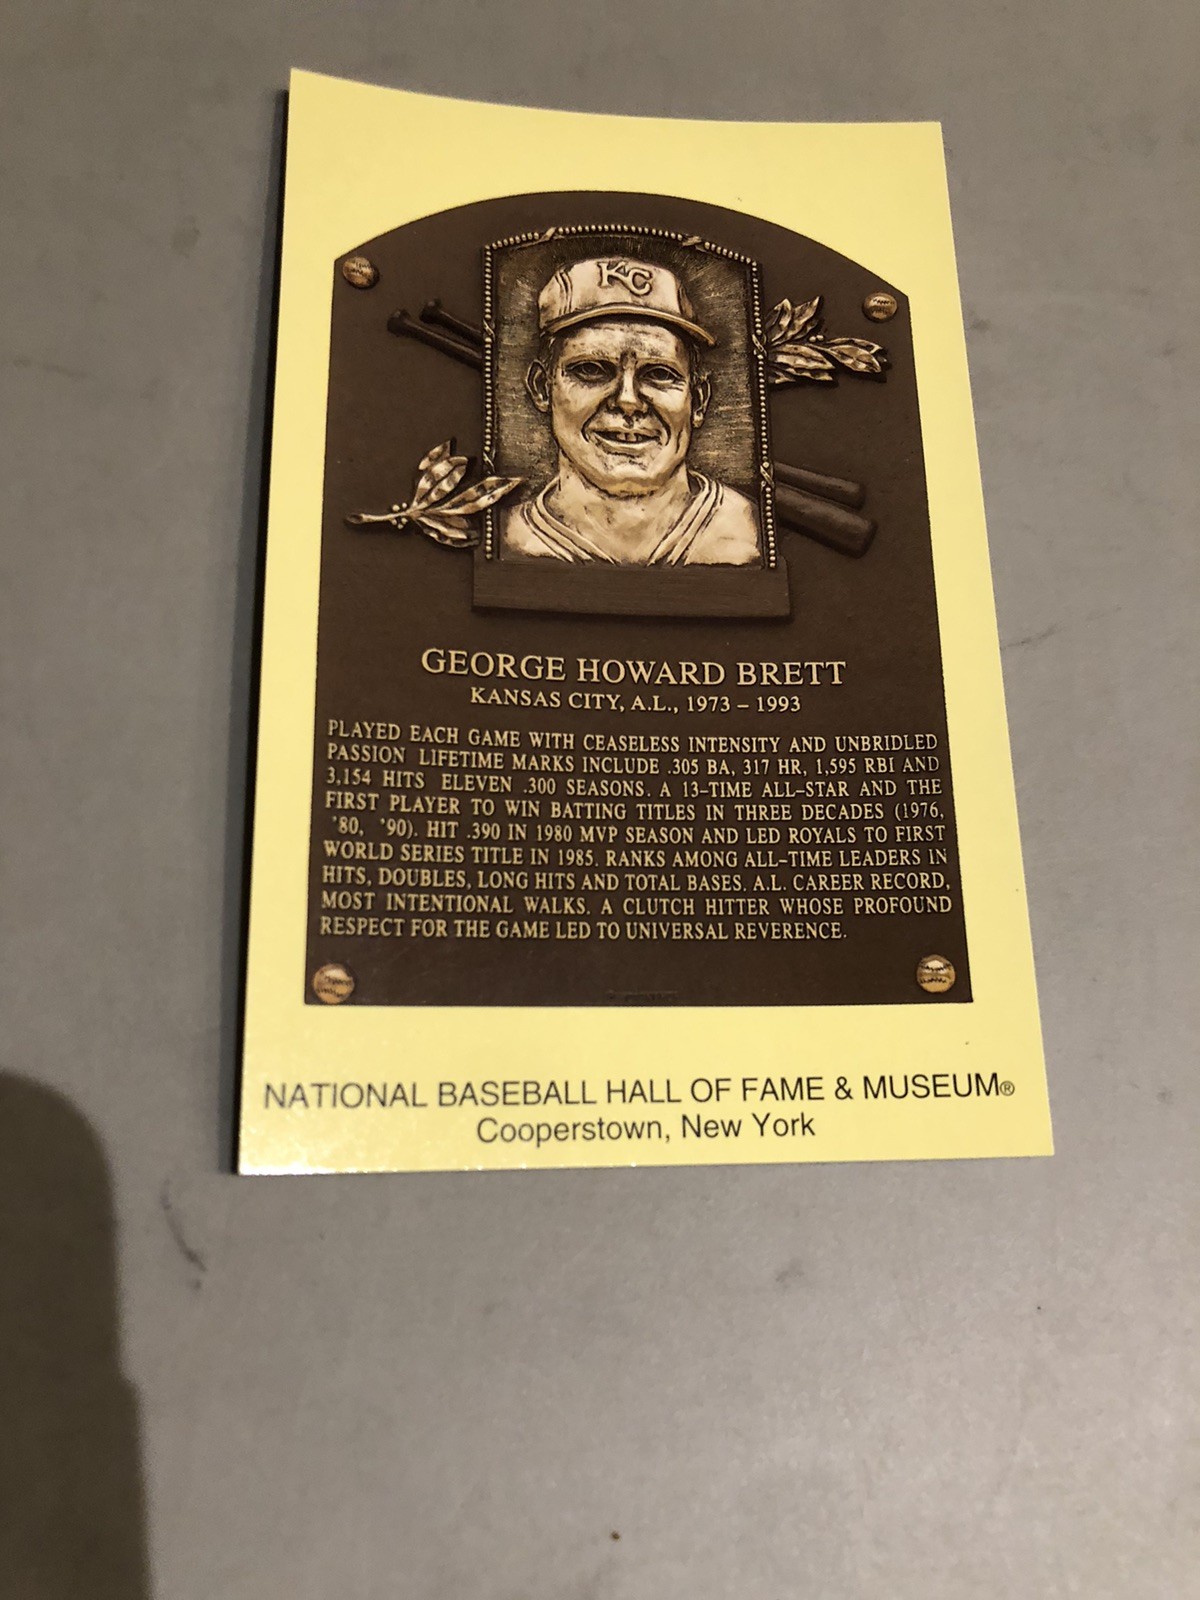 KC
GEORGE HOWARD BRETT
KANSAS CITY, A.L., 1973 – 1993
PLAYED EACH GAME WITH CEASELESS INTENSITY AND UNBRIDLED
PASSION LIFETIME MARKS INCLUDE .305 BA, 317 HR, 1,595 RBI AND
3,154 HITS ELEVEN .300 SEASONS. A 13-TIME ALL-STAR AND THE
FIRST PLAYER TO WIN BATTING TITLES IN THREE DECADES (1976,
'80, '90). HIT .390 IN 1980 MVP SEASON AND LED ROYALS TO FIRST
WORLD SERIES TITLE IN 1985. RANKS AMONG ALL-TIME LEADERS IN
HITS, DOUBLES, LONG HITS AND TOTAL BASES. A.L. CAREER RECORD,
MOST INTENTIONAL WALKS. A CLUTCH HITTER WHOSE PROFOUND
RESPECT FOR THE GAME LED TO UNIVERSAL REVERENCE.
NATIONAL BASEBALL HALL OF FAME & MUSEUM®
Cooperstown, New York